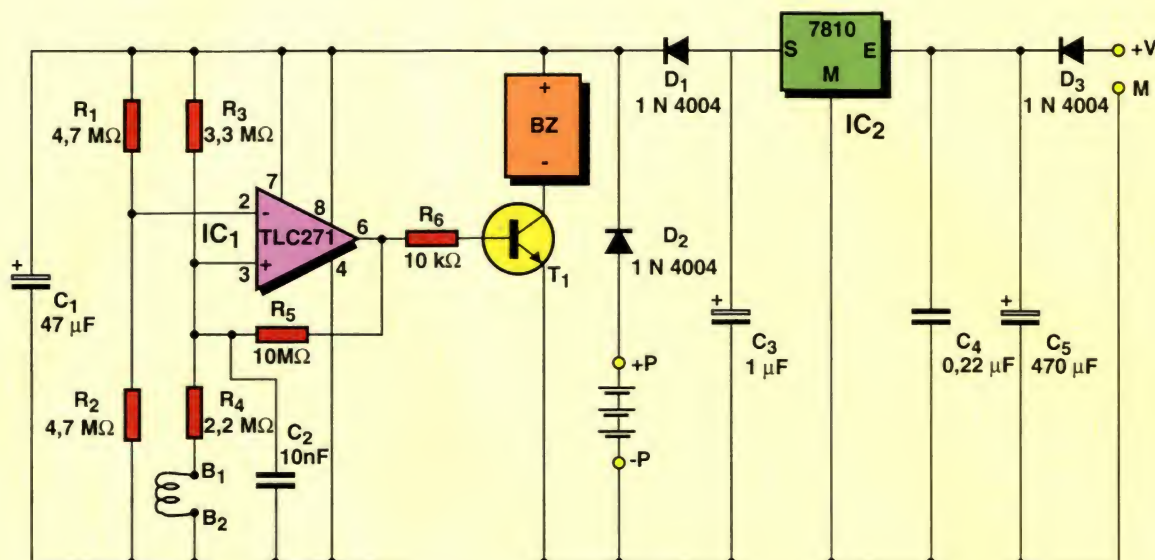 R1
4,7 MΩ
R3
3,3 MΩ
2
-
7
8
IC1
TLC271
3
+
6
4
R6
10 kΩ
T1
+
BZ
-
D1
1 N 4004
S
7810
E
M
IC2
D3
1 N 4004
+V
M
D2
1 N 4004
+
C1
47 µF
R5
10MΩ
R2
4,7 MΩ
R4
2,2 MΩ
C2
10nF
B1
B2
+P
-P
+
C3
1 µF
C4
0,22 µF
+
C5
470 µF